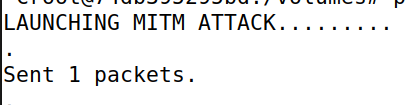 LAUNCHING MITM ATTACK.........
.
Sent 1 packets.